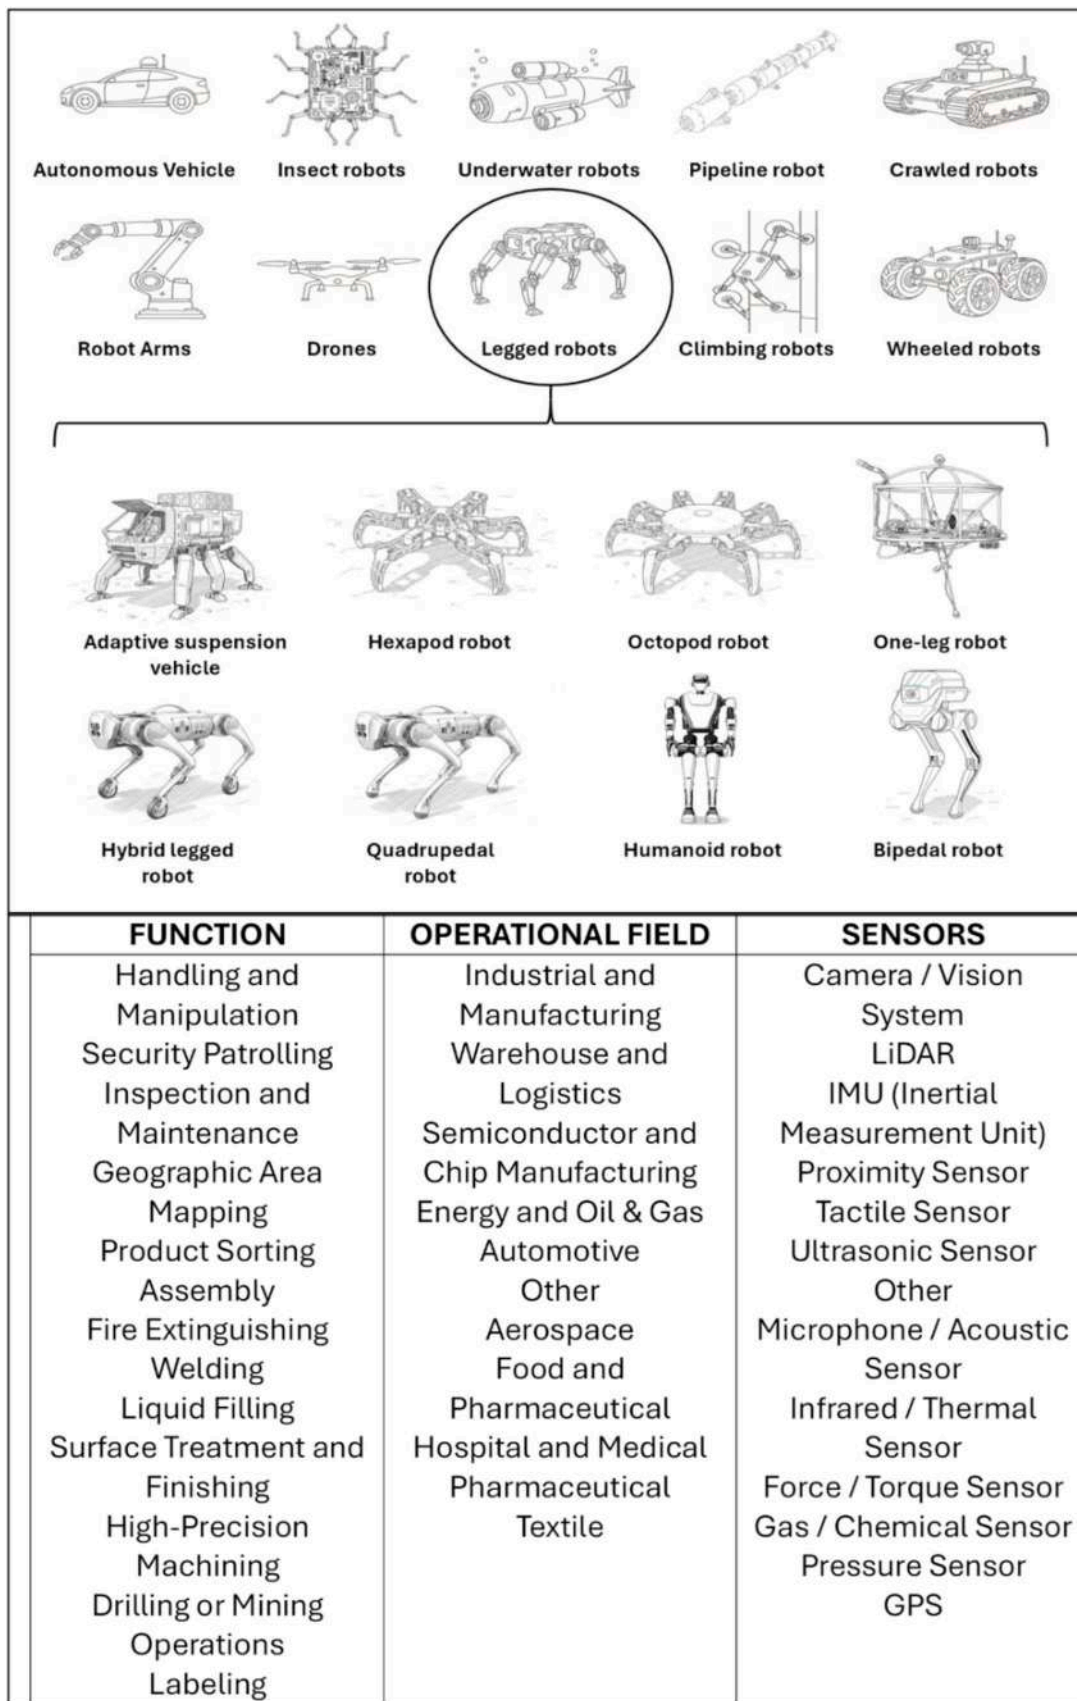 Autonomous Vehicle
Insect robots
Underwater robots
Pipeline robot
Crawled robots
Robot Arms
Drones
Legged robots
Climbing robots
Wheeled robots
Adaptive suspension
vehicle
Hexapod robot
Octopod robot
One-leg robot
Hybrid legged
robot
Quadrupedal
robot
Humanoid robot
Bipedal robot
FUNCTION
Handling and
Manipulation
Security Patrolling
Inspection and
Maintenance
Geographic Area
Mapping
Product Sorting
Assembly
Fire Extinguishing
Welding
Liquid Filling
Surface Treatment and
Finishing
High-Precision
Machining
Drilling or Mining
Operations
Labeling
OPERATIONAL FIELD
Industrial and
Manufacturing
Warehouse and
Logistics
Semiconductor and
Chip Manufacturing
Energy and Oil & Gas
Automotive
Other
Aerospace
Food and
Pharmaceutical
Hospital and Medical
Pharmaceutical
Textile
SENSORS
Camera / Vision
System
LiDAR
IMU (Inertial
Measurement Unit)
Proximity Sensor
Tactile Sensor
Ultrasonic Sensor
Other
Microphone / Acoustic
Sensor
Infrared / Thermal
Sensor
Force / Torque Sensor
Gas / Chemical Sensor
Pressure Sensor
GPS